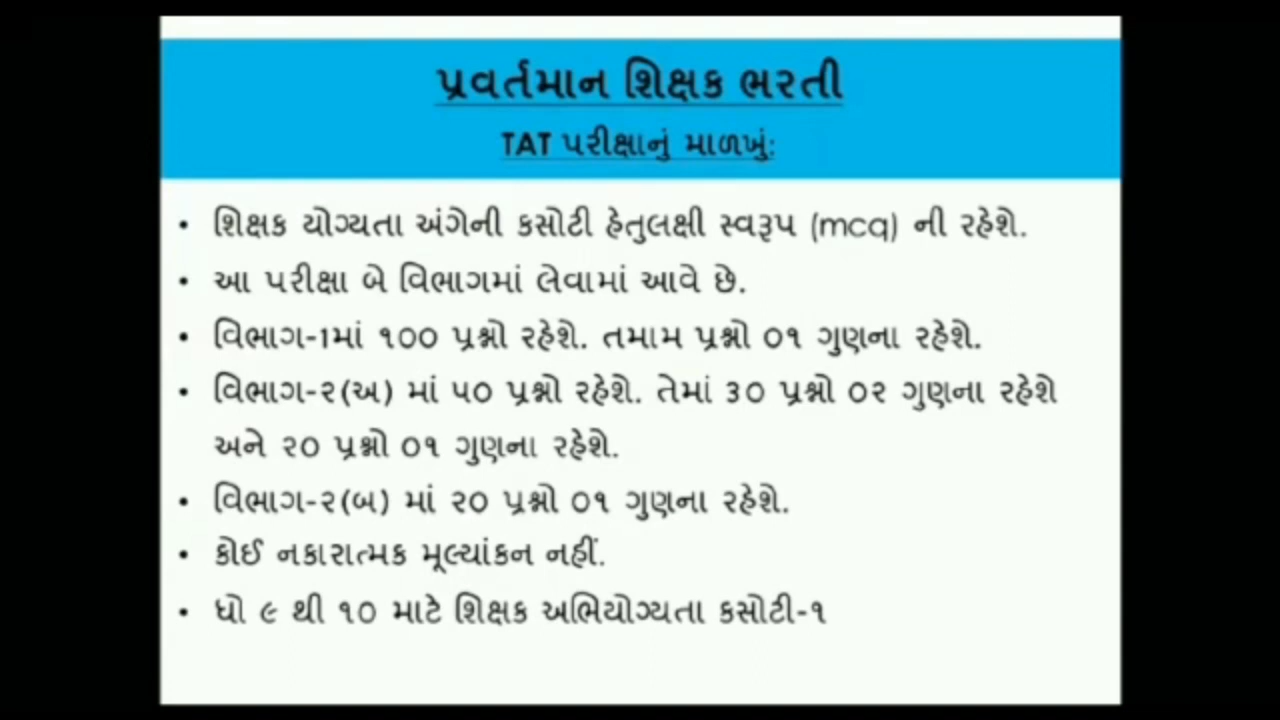 પ્રવર્તમાન શિક્ષક ભરતી
TAT પરીક્ષાનું માળખું:
• શિક્ષક યોગ્યતા અંગેની કસોટી હેતુલક્ષી સ્વરૂપ (mcq) ની રહેશે.
• આ પરીક્ષા બે વિભાગમાં લેવામાં આવે છે.
• વિભાગ-1માં ૧૦૦ પ્રશ્નો રહેશે. તમામ પ્રશ્નો ૦૧ ગુણના રહેશે.
• વિભાગ-૨(અ) માં ૫૦ પ્રશ્નો રહેશે. તેમાં ૩૦ પ્રશ્નો ૦૨ ગુણના રહેશે
અને ૨૦ પ્રશ્નો ૦૧ ગુણના રહેશે.
• વિભાગ-૨(બ) માં ૨૦ પ્રશ્નો ૦૧ ગુણના રહેશે.
• કોઈ નકારાત્મક મૂલ્યાંકન નહીં.
• ધો ૯ થી ૧૦ માટે શિક્ષક અભિયોગ્યતા કસોટી-૧